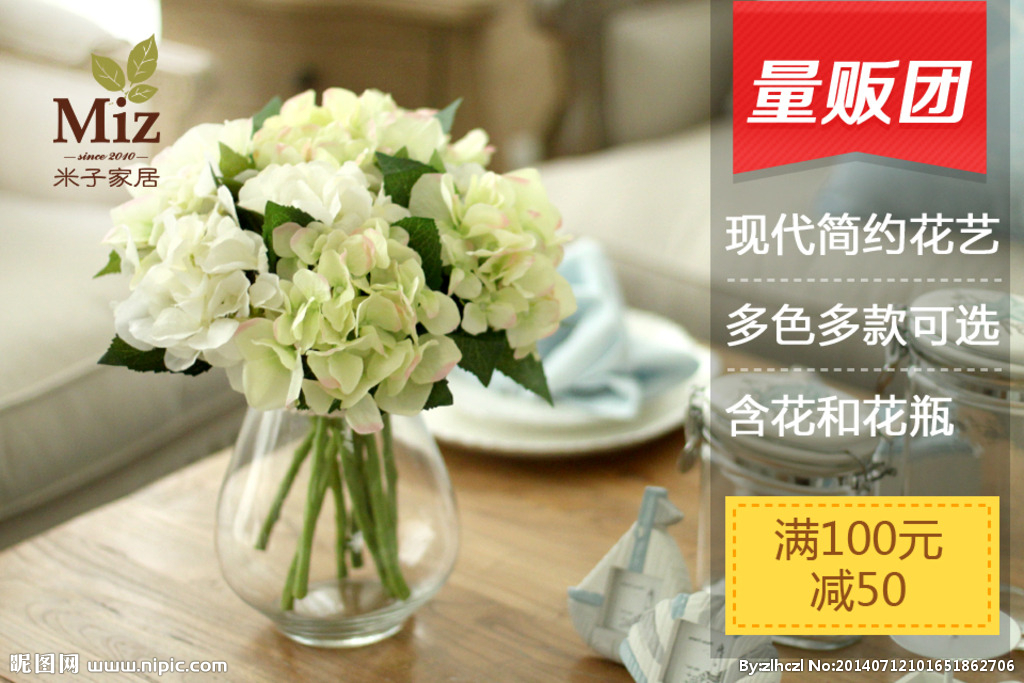 Miz
since 2010
米子家居
量贩团
现代简约花艺
多色多款可选
含花和花瓶
满100元
减50
昵图网 www.nipic.com
By:zlhczl No:20140712101651862706